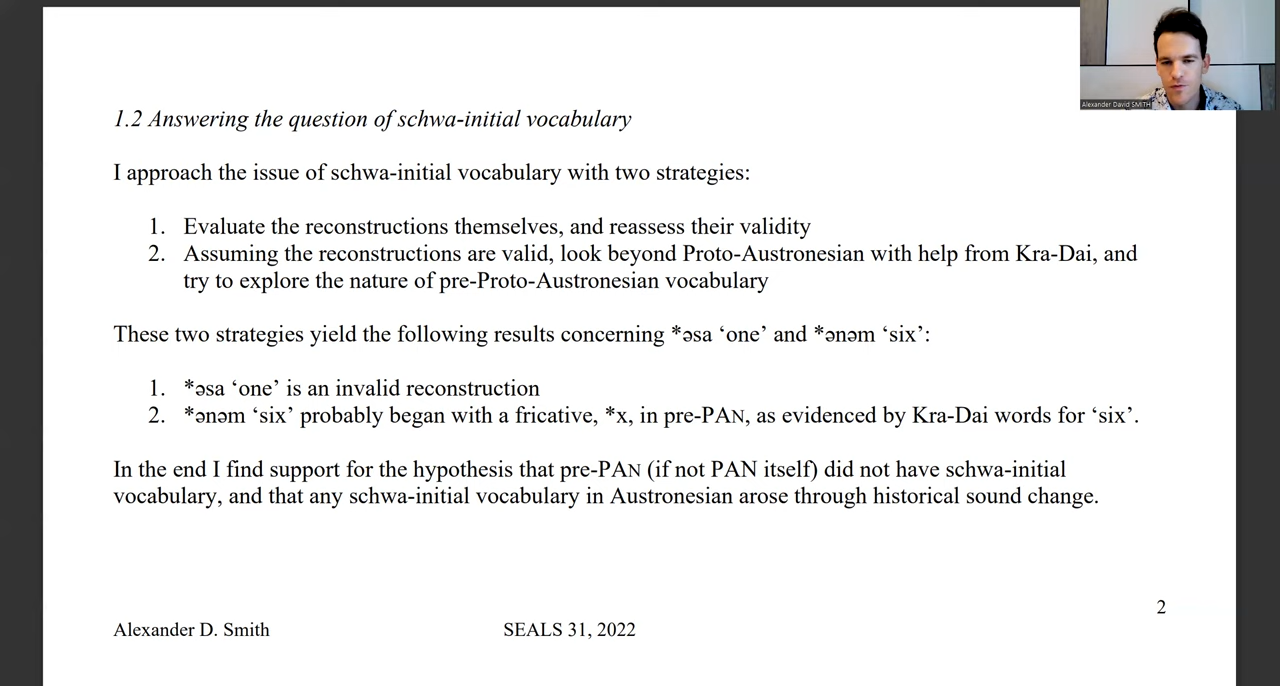 Alexander David SMITH
1.2 Answering the question of schwa-initial vocabulary
I approach the issue of schwa-initial vocabulary with two strategies:
1. Evaluate the reconstructions themselves, and reassess their validity
2. Assuming the reconstructions are valid, look beyond Proto-Austronesian with help from Kra-Dai, and
try to explore the nature of pre-Proto-Austronesian vocabulary
These two strategies yield the following results concerning *əsa ‘one’ and *ənəm ‘six’:
1. *əsa ‘one’ is an invalid reconstruction
2. *ənəm ‘six’ probably began with a fricative, *x, in pre-PAN, as evidenced by Kra-Dai words for ‘six’.
In the end I find support for the hypothesis that pre-PAN (if not PAN itself) did not have schwa-initial
vocabulary, and that any schwa-initial vocabulary in Austronesian arose through historical sound change.
2
Alexander D. Smith SEALS 31, 2022